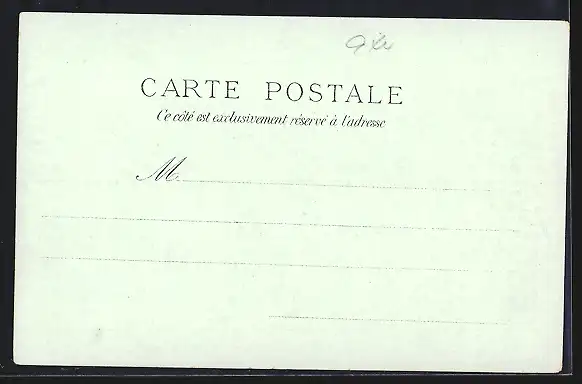 CARTE POSTALE
Ce côté est exclusivement réservé à l'adresse
M.